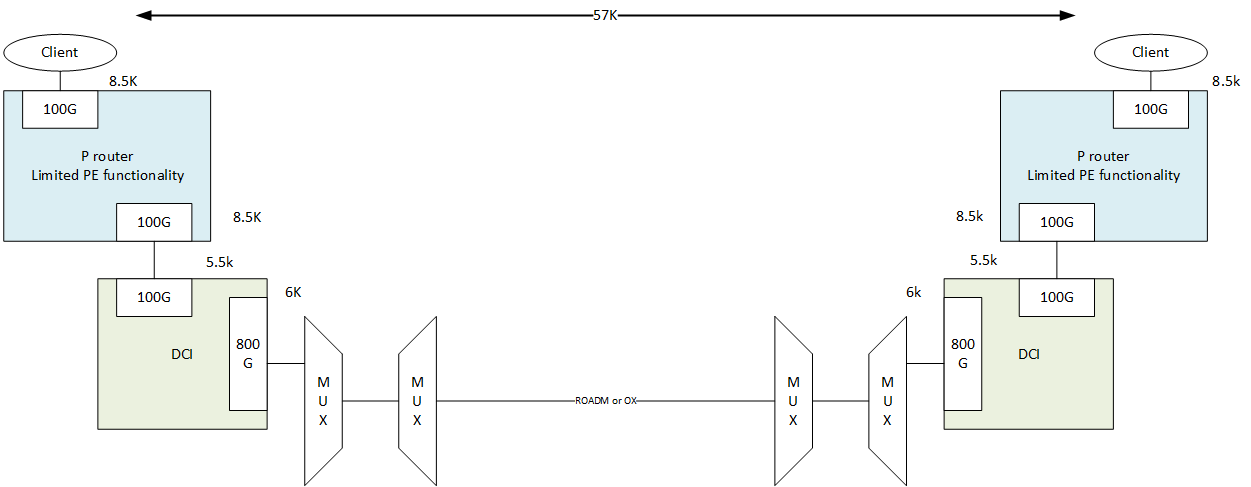 57K
Client
Client
8.5K
8.5k
100G
100G
P router
Limited PE functionality
P router
Limited PE functionality
100G
8.5K
8.5k
100G
5.5k
5.5k
100G
6K
6k
100G
DCI
800
G
800
G
DCI
M
U
X
M
U
X
ROADM or OX
M
U
X
M
U
X